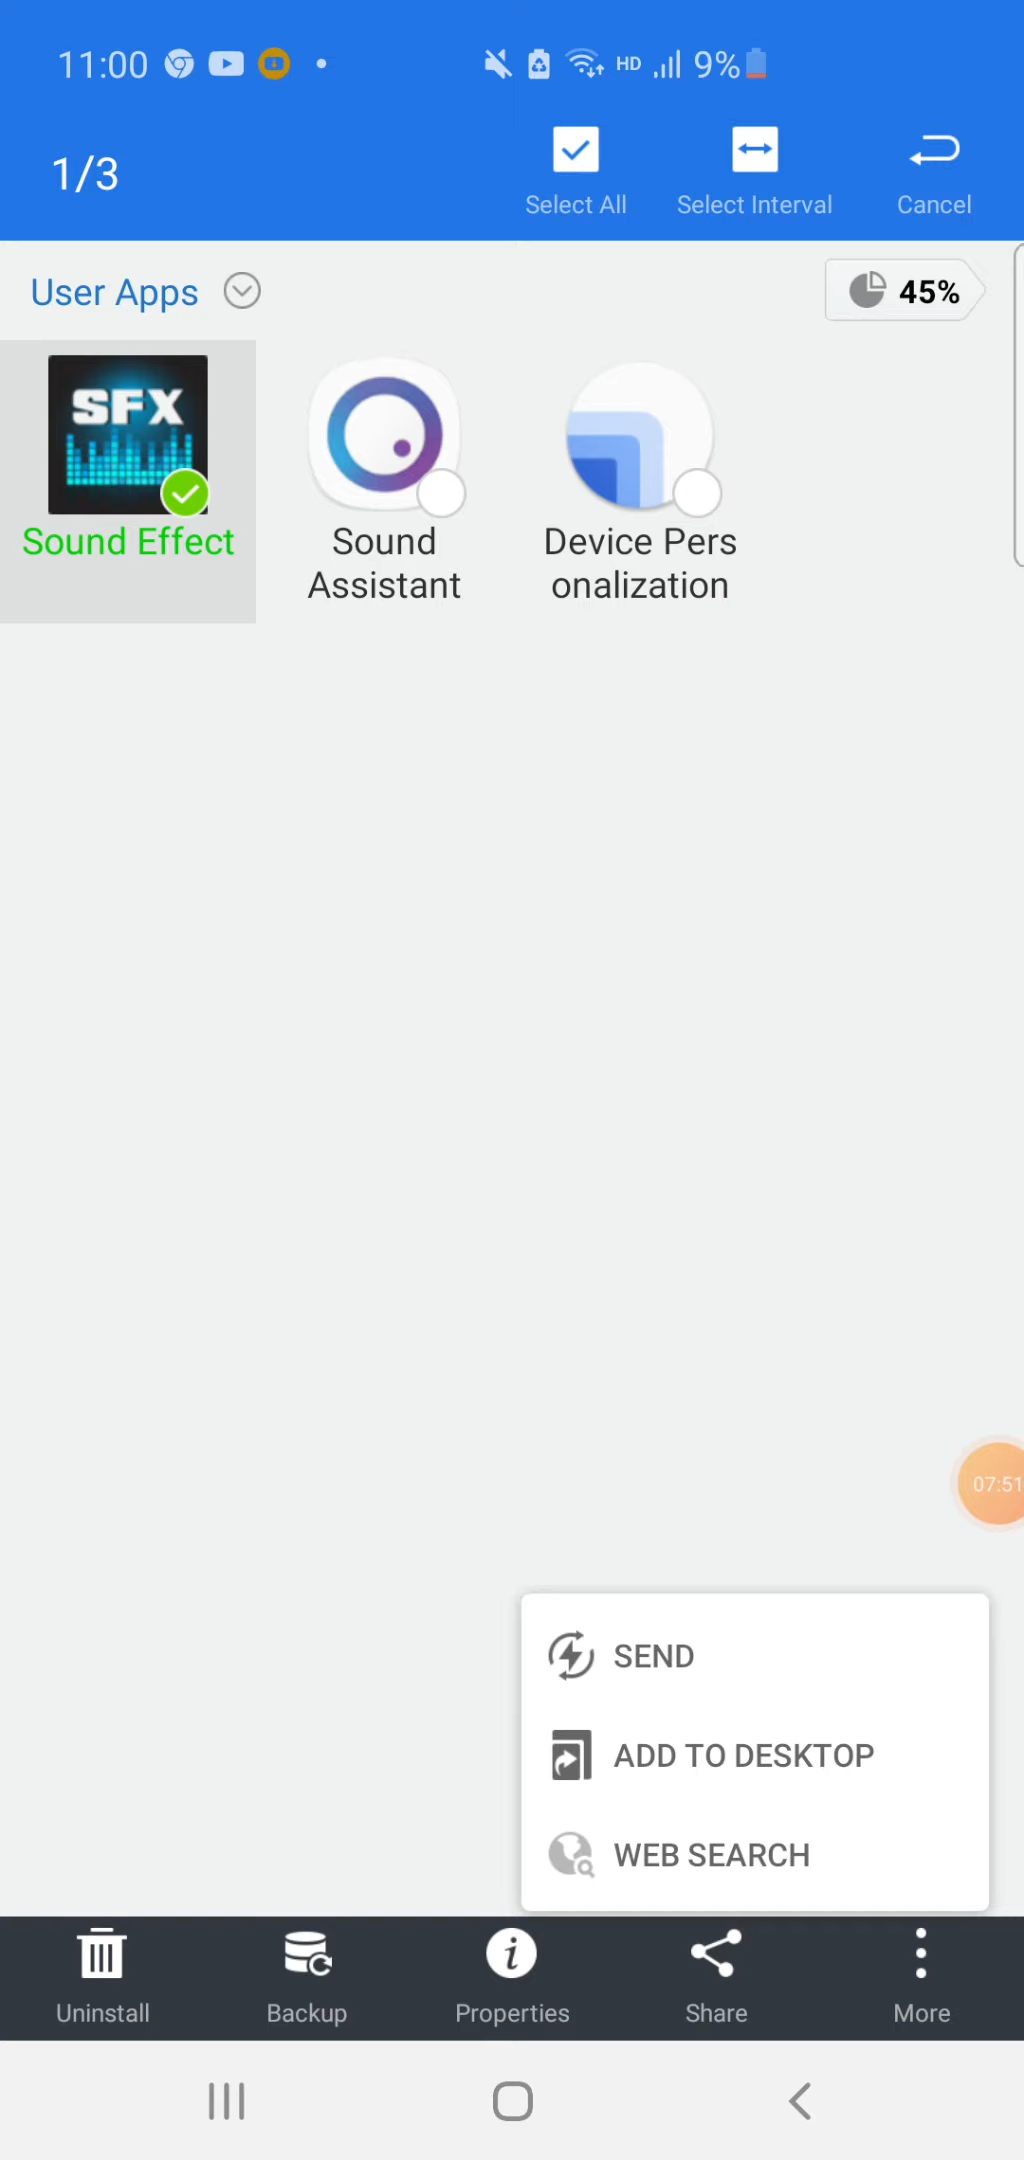 11:00 HD 9%
1/3
Select All Select Interval Cancel
User Apps 45%
SFX
Sound Effect
Sound
Assistant
Device Pers
onalization
07:51
SEND
ADD TO DESKTOP
WEB SEARCH
Uninstall Backup Properties Share More